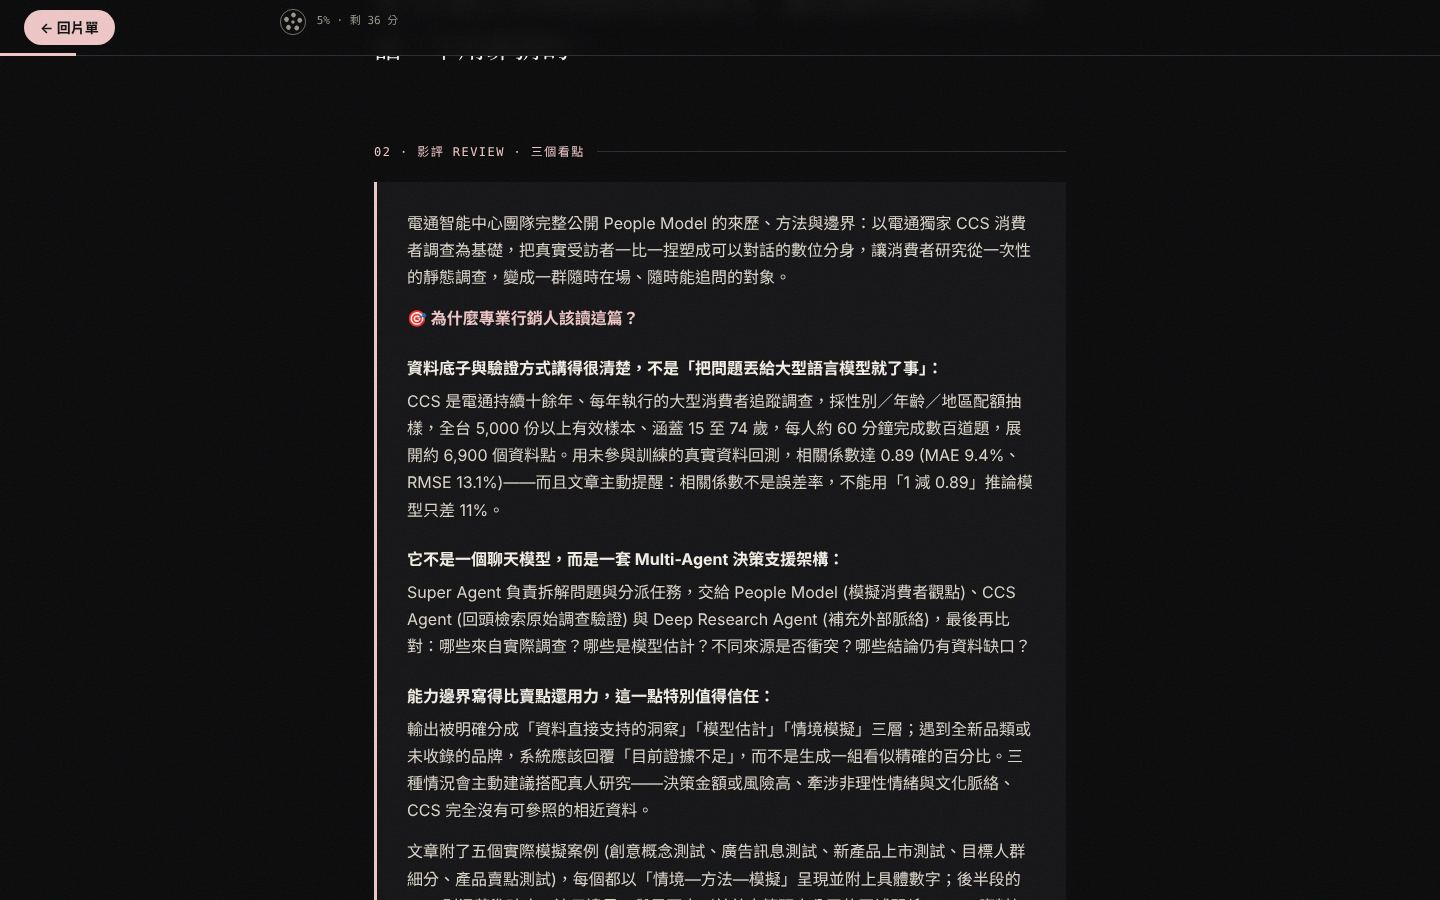 ← 回片單
5% · 剩 36 分
02 · 影評 REVIEW · 三個看點
電通智能中心團隊完整公開 People Model 的來歷、方法與邊界：以電通獨家 CCS 消費
者調查為基礎，把真實受訪者一比一捏塑成可以對話的數位分身，讓消費者研究從一次性
的靜態調查，變成一群隨時在場、隨時能追問的對象。
🎯 為什麼專業行銷人該讀這篇？
資料底子與驗證方式講得很清楚，不是「把問題丟給大型語言模型就了事」：
CCS 是電通持續十餘年、每年執行的大型消費者追蹤調查，採性別／年齡／地區配額抽
樣，全台 5,000 份以上有效樣本、涵蓋 15 至 74 歲，每人約 60 分鐘完成數百道題，展
開約 6,900 個資料點。用未參與訓練的真實資料回測，相關係數達 0.89 (MAE 9.4%、
RMSE 13.1%)——而且文章主動提醒：相關係數不是誤差率，不能用「1 減 0.89」推論模
型只差 11%。
它不是一個聊天模型，而是一套 Multi-Agent 決策支援架構：
Super Agent 負責拆解問題與分派任務，交給 People Model (模擬消費者觀點)、CCS
Agent (回頭檢索原始調查驗證) 與 Deep Research Agent (補充外部脈絡)，最後再比
對：哪些來自實際調查？哪些是模型估計？不同來源是否衝突？哪些結論仍有資料缺口？
能力邊界寫得比賣點還用力，這一點特別值得信任：
輸出被明確分成「資料直接支持的洞察」「模型估計」「情境模擬」三層；遇到全新品類或
未收錄的品牌，系統應該回覆「目前證據不足」，而不是生成一組看似精確的百分比。三
種情況會主動建議搭配真人研究——決策金額或風險高、牽涉非理性情緒與文化脈絡、
CCS 完全沒有可參照的相近資料。
文章附了五個實際模擬案例 (創意概念測試、廣告訊息測試、新產品上市測試、目標人群
細分、產品賣點測試)，每個都以「情境—方法—模擬」呈現並附上具體數字；後半段的